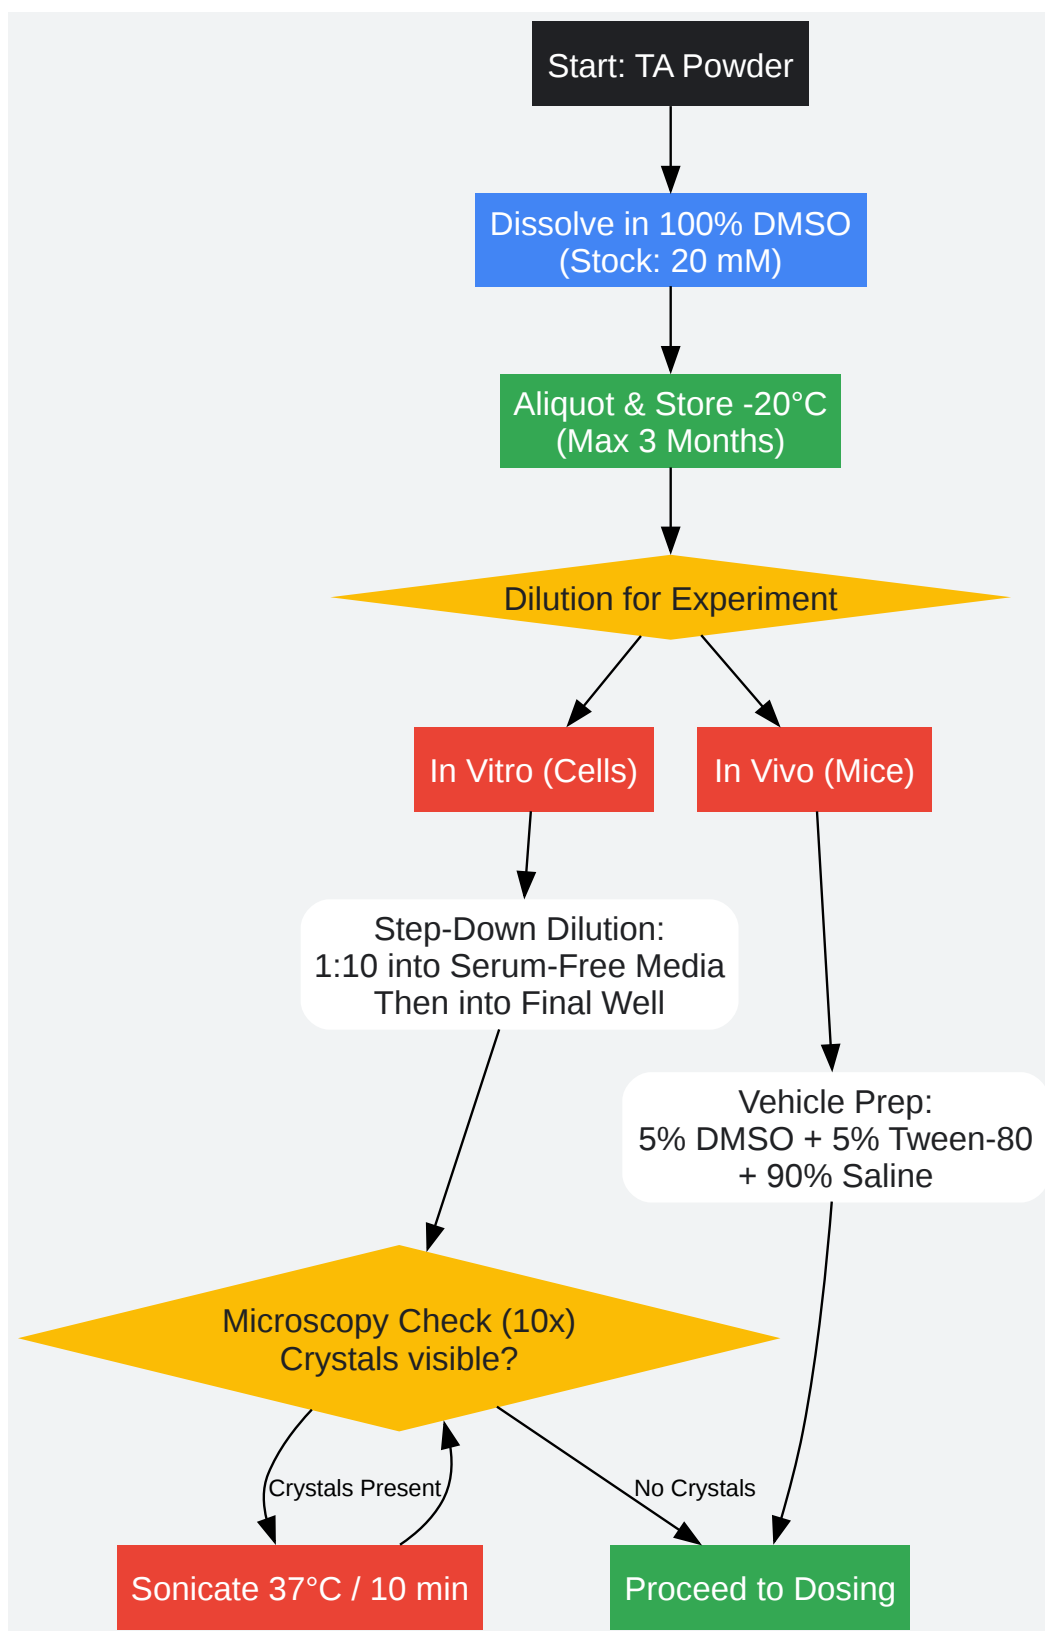 Start: TA Powder
Dissolve in 100% DMSO
(Stock: 20 mM)
Aliquot & Store -20°C
(Max 3 Months)
Dilution for Experiment
In Vitro (Cells)
In Vivo (Mice)
Step-Down Dilution:
1:10 into Serum-Free Media
Then into Final Well
Vehicle Prep:
5% DMSO + 5% Tween-80
+ 90% Saline
Microscopy Check (10x)
Crystals visible?
Crystals Present
No Crystals
Sonicate 37°C / 10 min
Proceed to Dosing